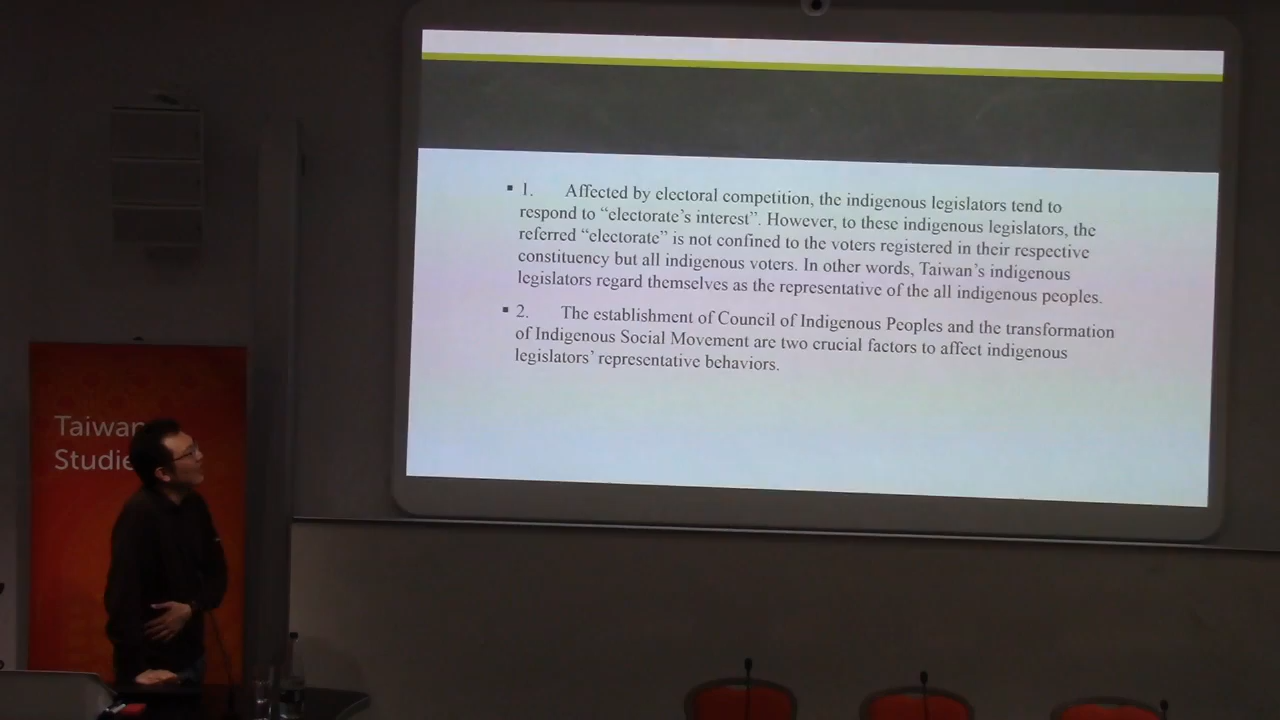 ▪ 1. Affected by electoral competition, the indigenous legislators tend to
respond to “electorate’s interest”. However, to these indigenous legislators, the
referred “electorate” is not confined to the voters registered in their respective
constituency but all indigenous voters. In other words, Taiwan’s indigenous
legislators regard themselves as the representative of the all indigenous peoples.
▪ 2. The establishment of Council of Indigenous Peoples and the transformation
of Indigenous Social Movement are two crucial factors to affect indigenous
legislators’ representative behaviors.
Taiwan
Studie